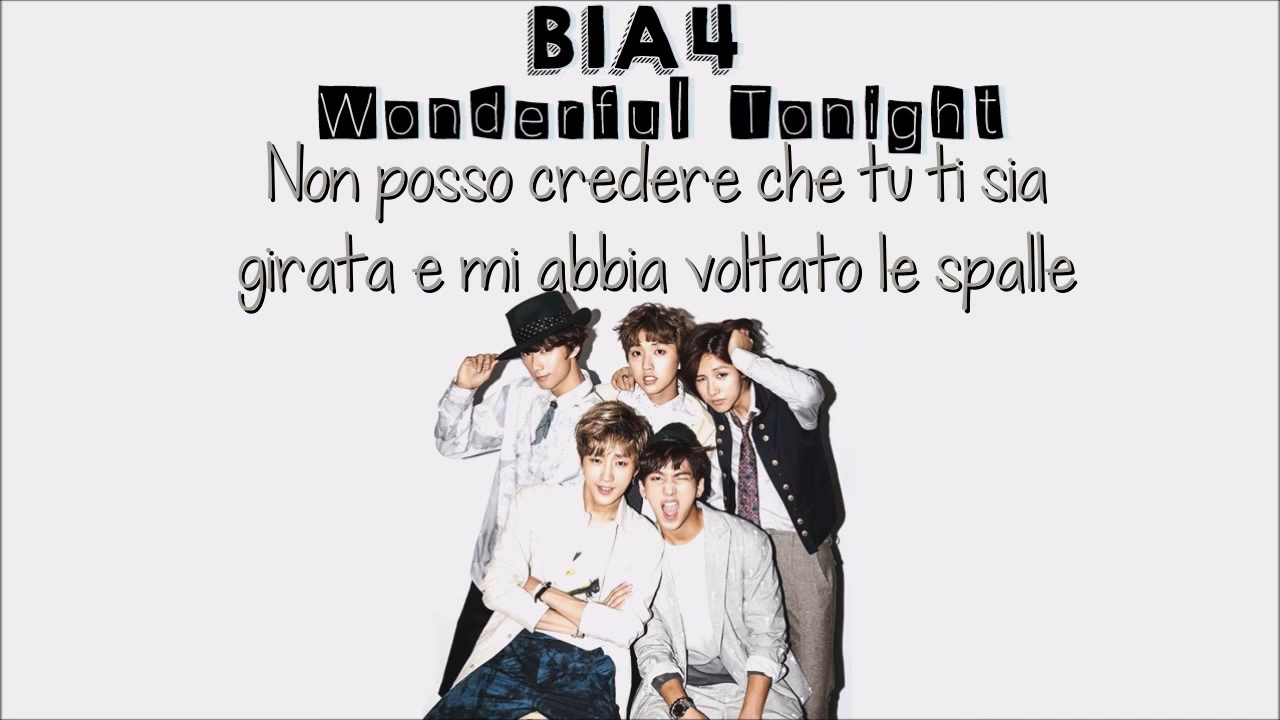 B1A4
Wonderful Tonight
Non posso credere che tu ti sia
girata e mi abbia voltato le spalle